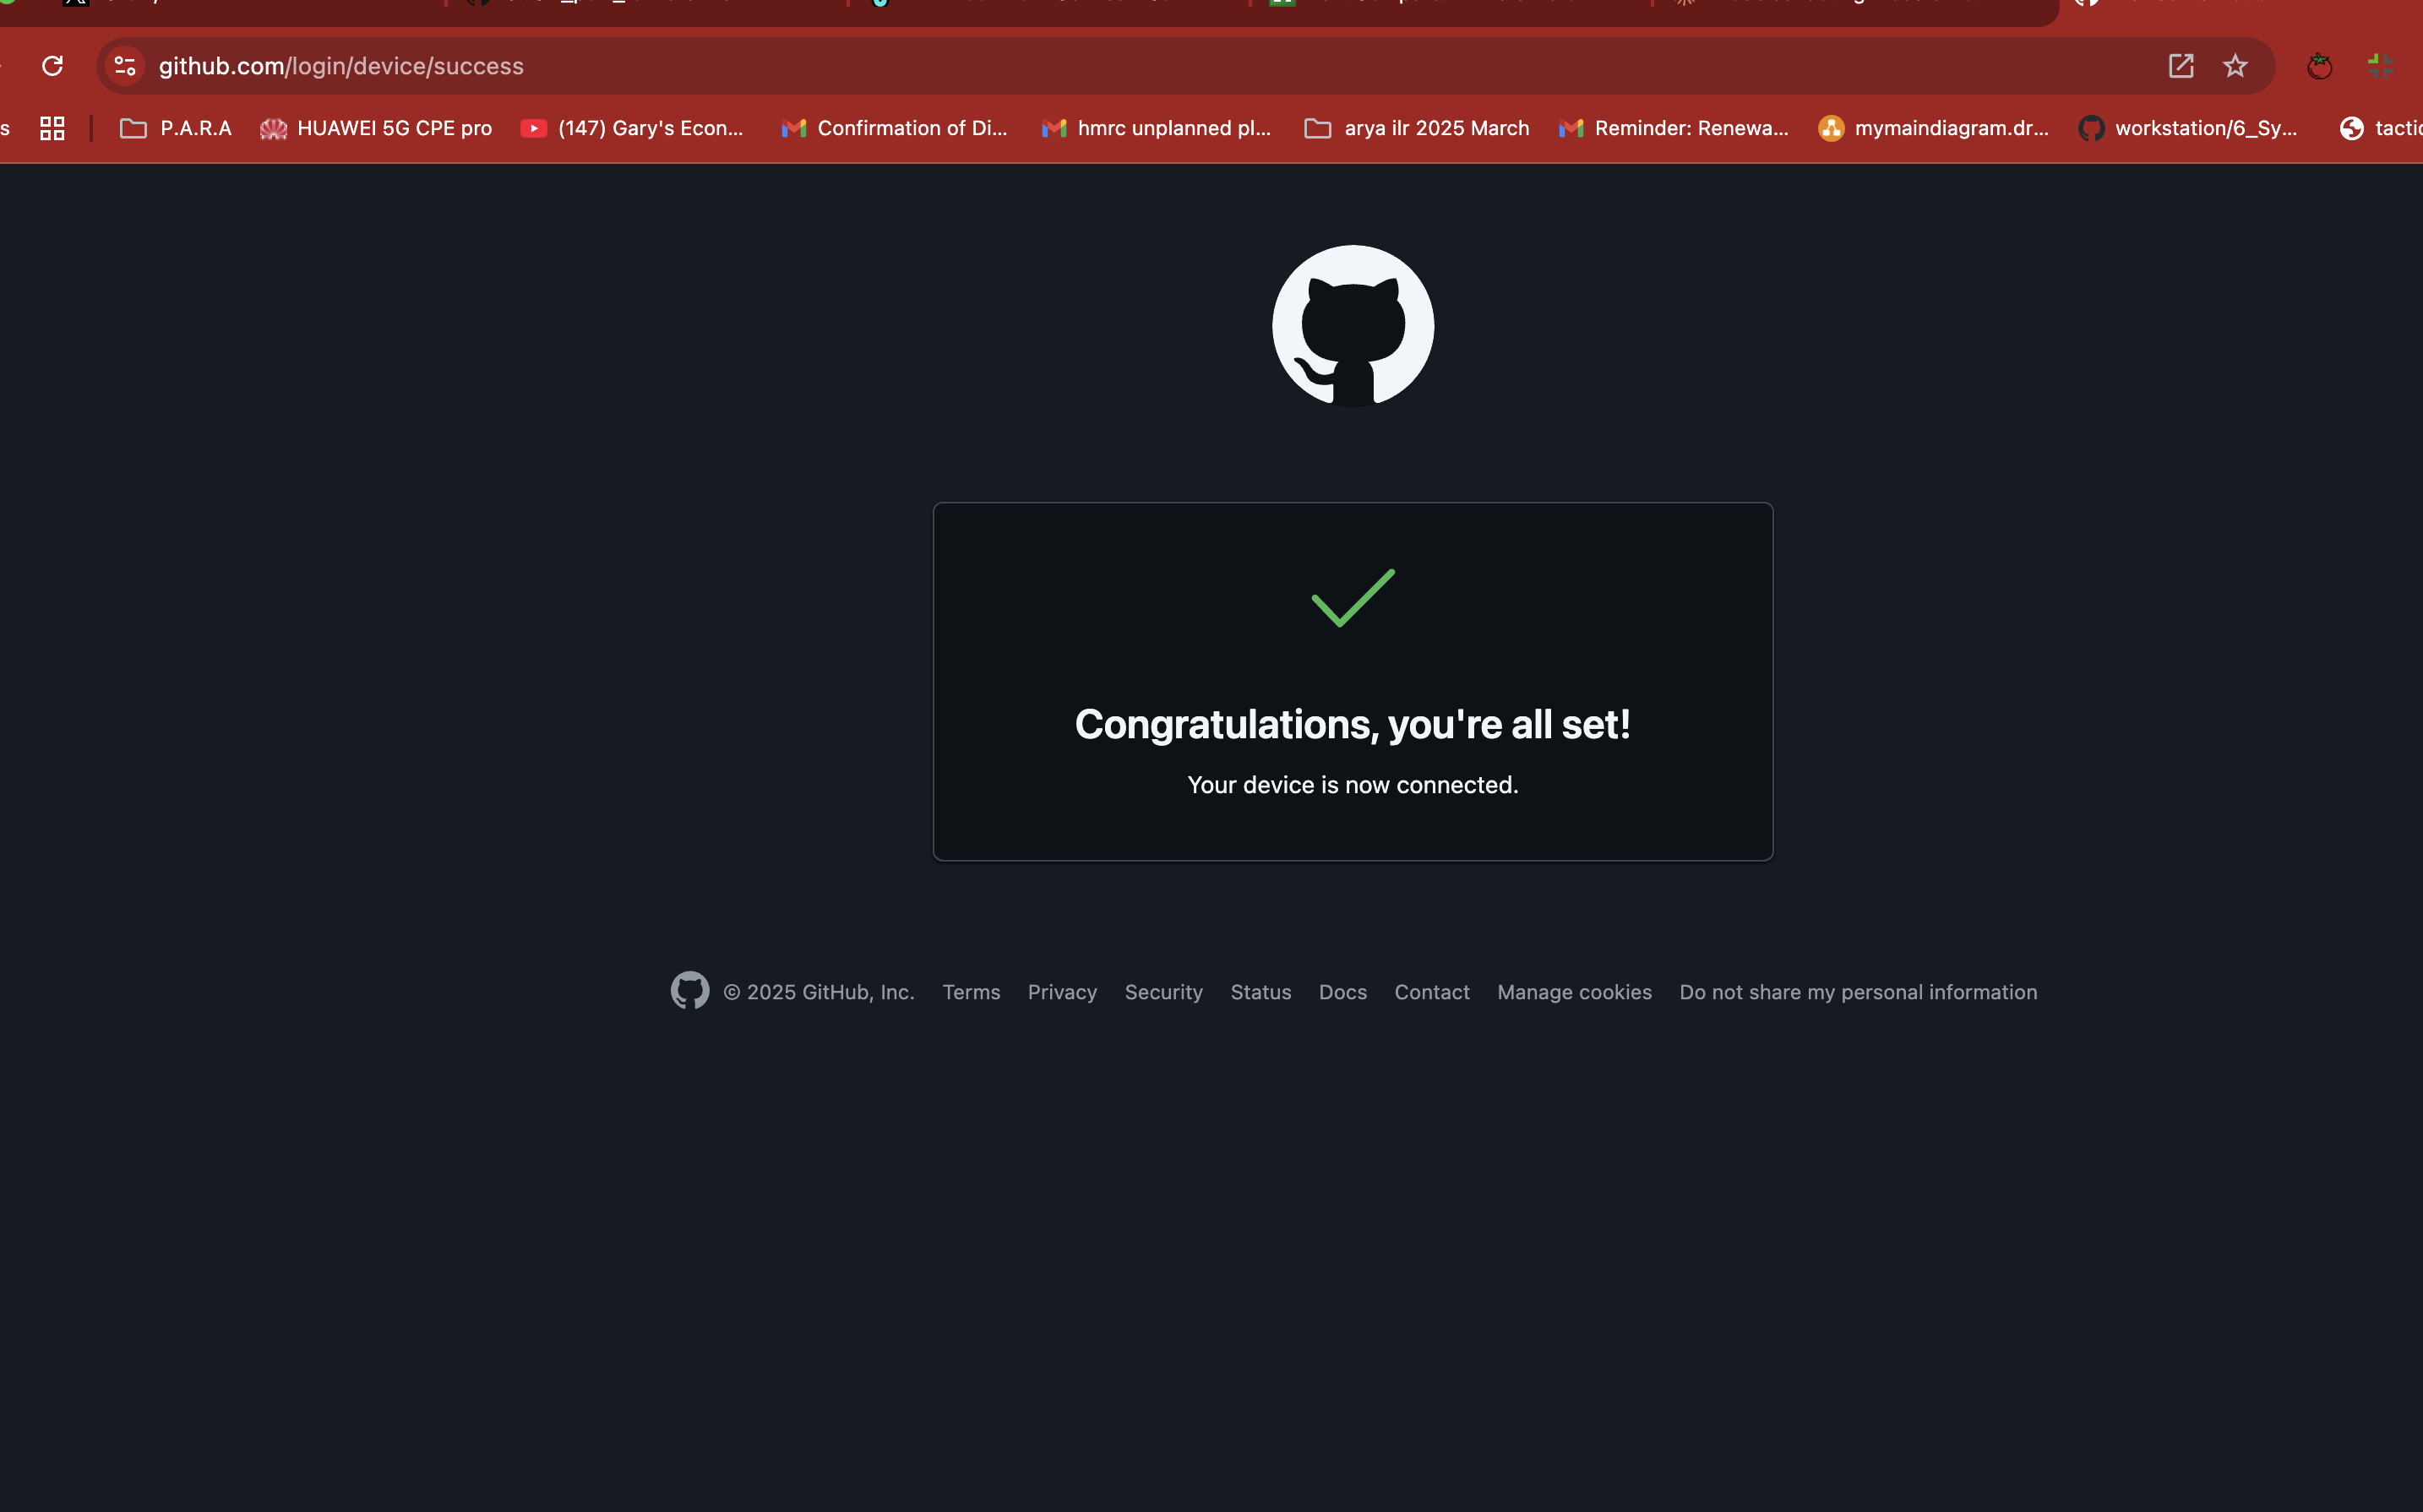 github.com/login/device/success
s P.A.R.A HUAWEI 5G CPE pro (147) Gary's Econ... Confirmation of Di... hmrc unplanned pl... arya ilr 2025 March Reminder: Renewa... mymaindiagram.dr... workstation/6_Sy... tactic
Congratulations, you're all set!
Your device is now connected.
© 2025 GitHub, Inc. Terms Privacy Security Status Docs Contact Manage cookies Do not share my personal information